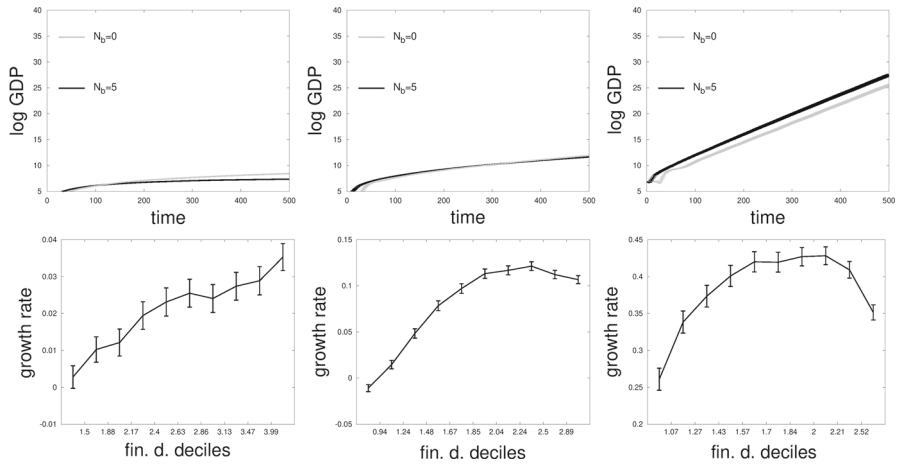 log GDP
40
35
30
25
20
15
10
5
N_b=0
N_b=5
0 100 200 300 400 500
time
log GDP
40
35
30
25
20
15
10
5
N_b=0
N_b=5
0 100 200 300 400 500
time
log GDP
40
35
30
25
20
15
10
5
N_b=0
N_b=5
0 100 200 300 400 500
time
growth rate
0.04
0.03
0.02
0.01
0
-0.01
1.5 1.88 2.17 2.4 2.63 2.86 3.13 3.47 3.99
fin. d. deciles
growth rate
0.15
0.1
0.05
0
-0.05
0.94 1.24 1.48 1.67 1.85 2.04 2.24 2.5 2.89
fin. d. deciles
growth rate
0.45
0.4
0.35
0.3
0.25
0.2
1.07 1.27 1.43 1.57 1.7 1.84 2 2.21 2.52
fin. d. deciles